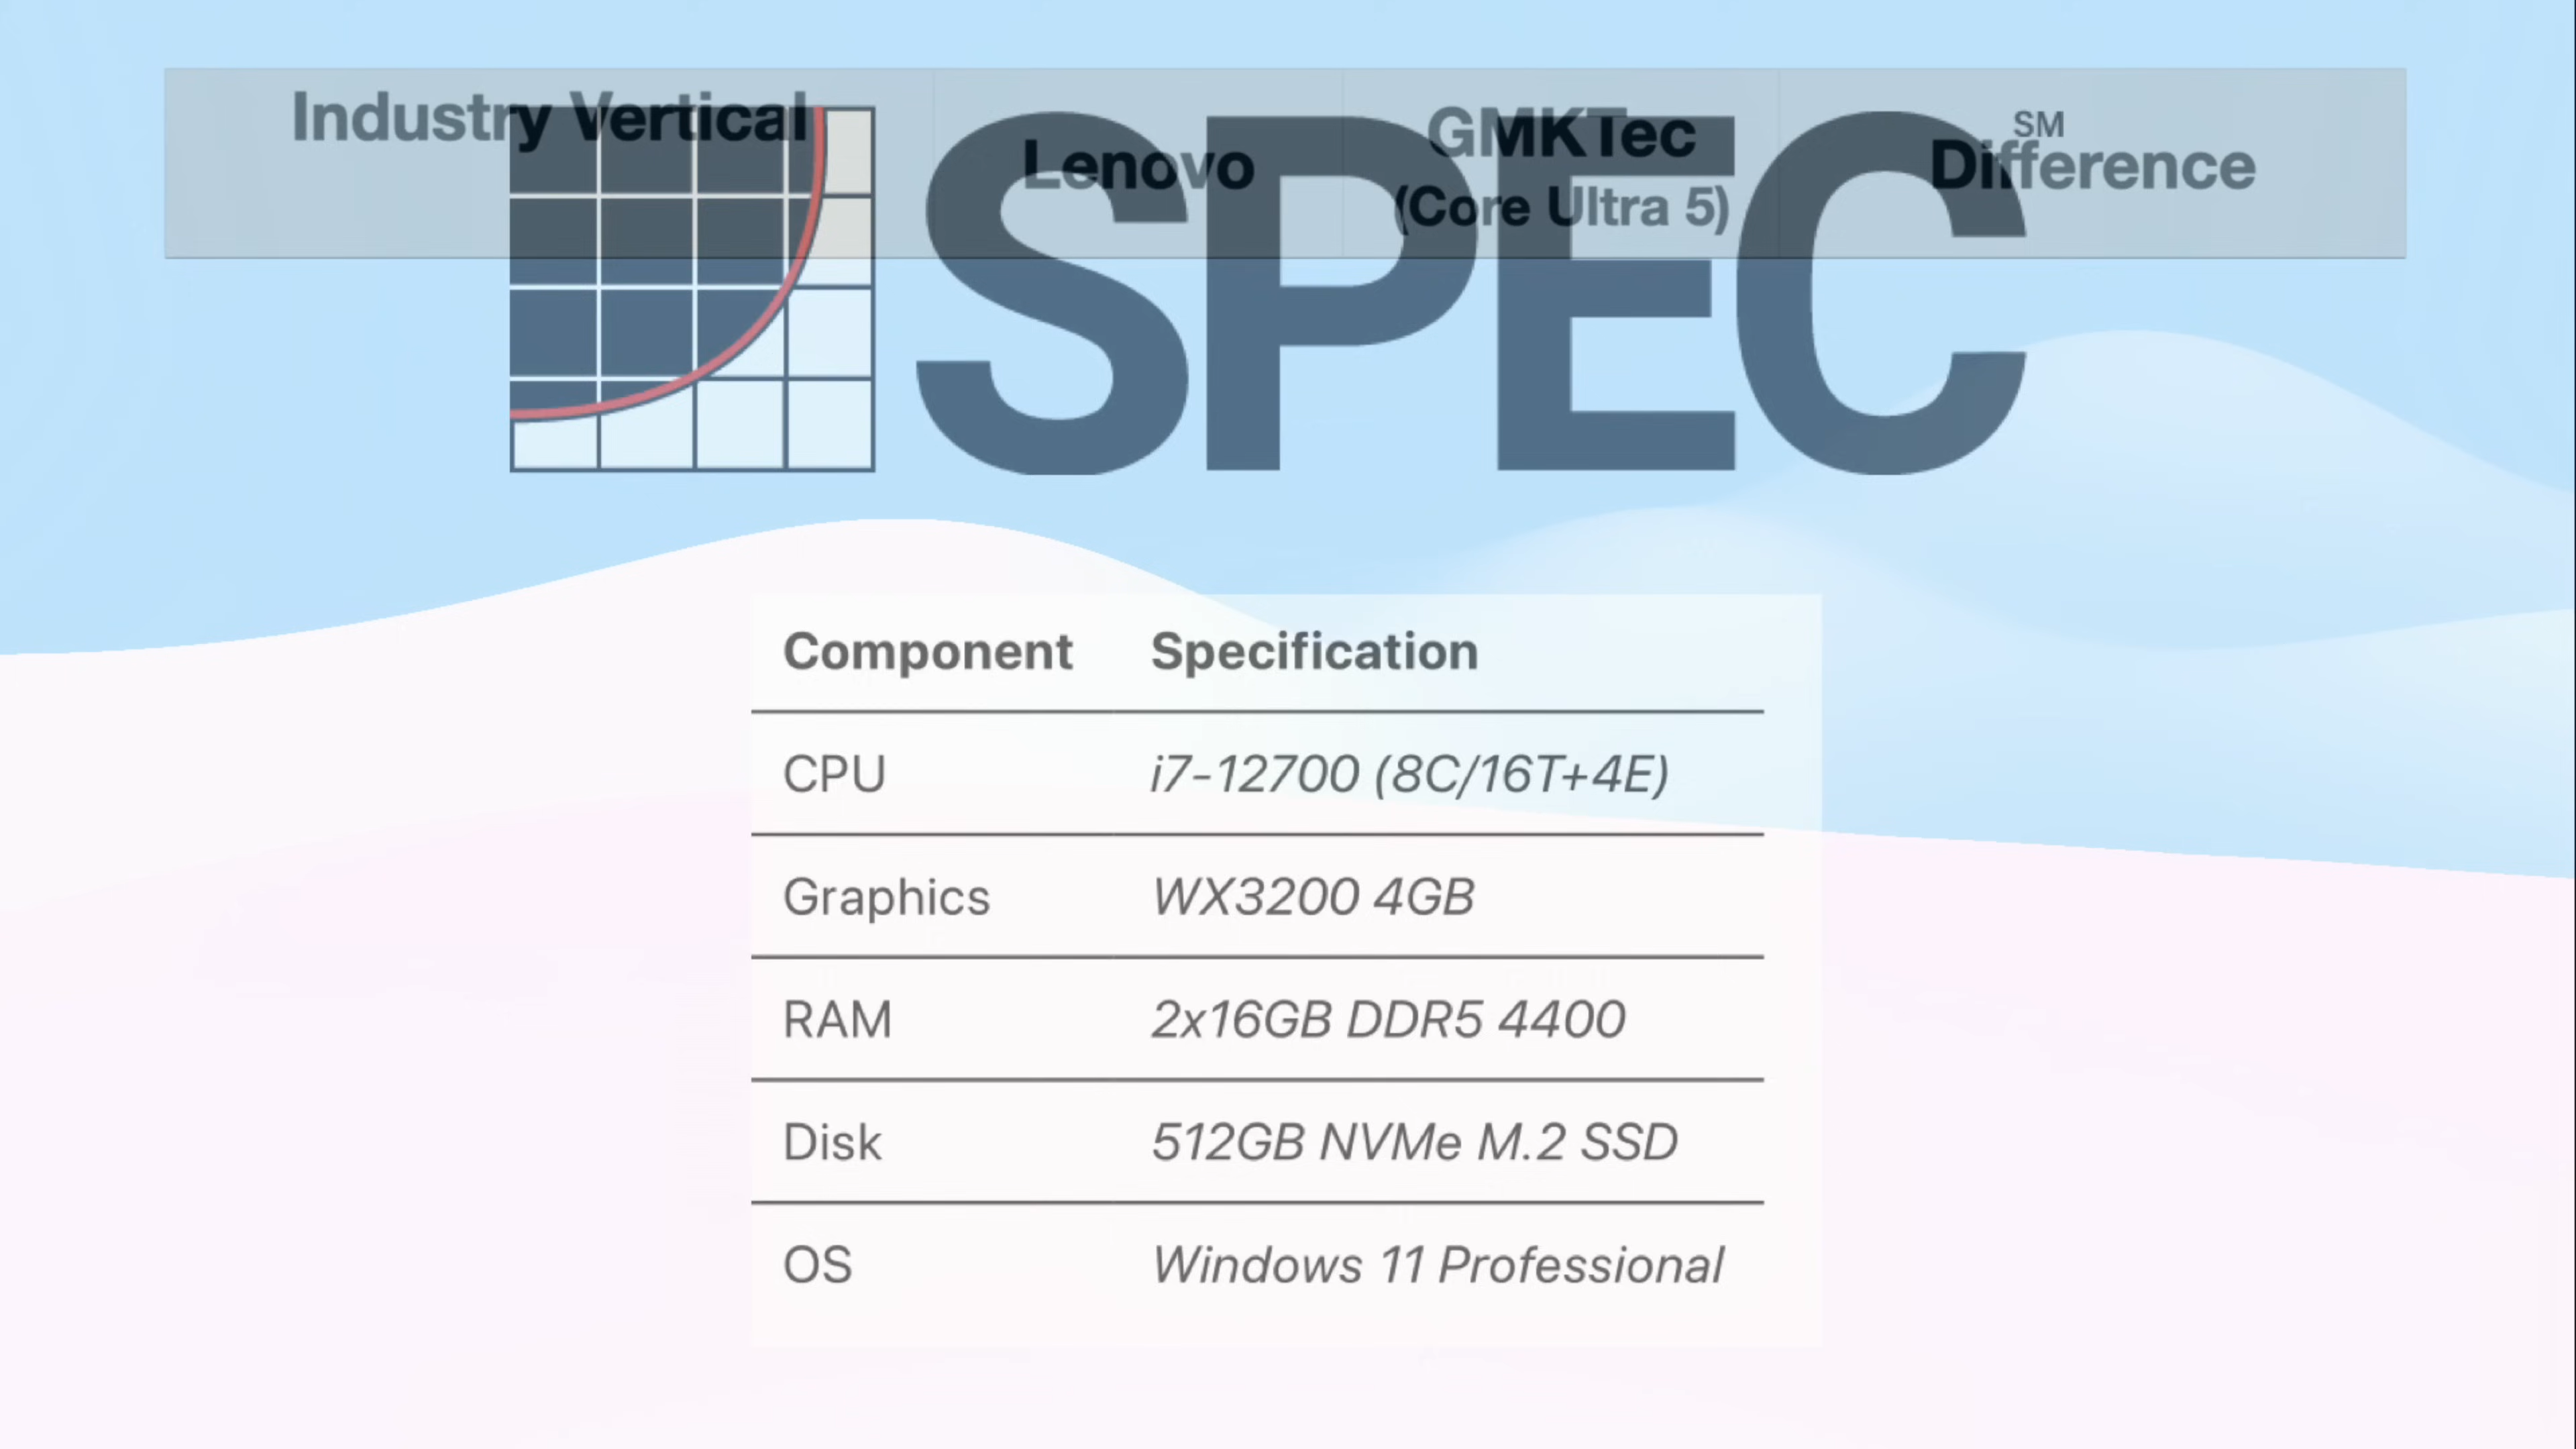 Industry Vertical
Lenovo
GMKTec
(Core Ultra 5)
Difference
SPEC
SM
Component Specification
CPU i7-12700 (8C/16T+4E)
Graphics WX3200 4GB
RAM 2x16GB DDR5 4400
Disk 512GB NVMe M.2 SSD
OS Windows 11 Professional